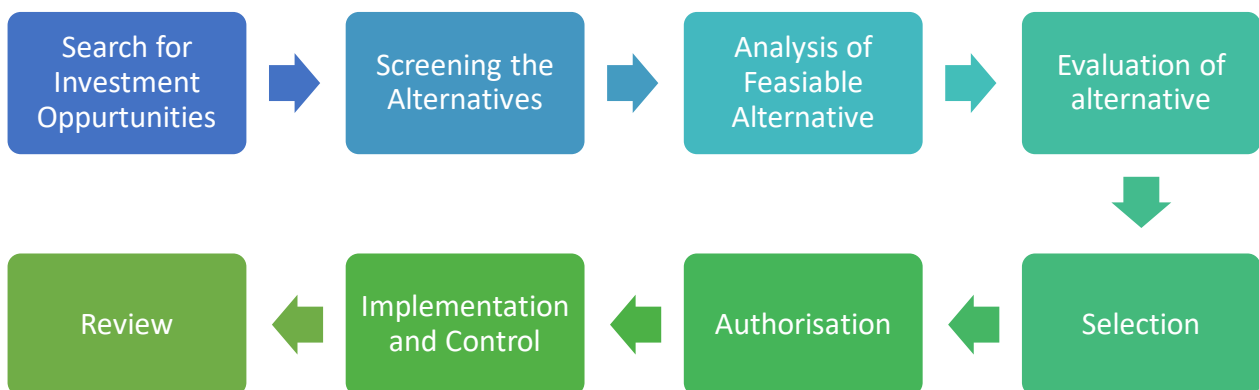 Search for
Investment
Oppurtunities
Screening the
Alternatives
Analysis of
Feasiable
Alternative
Evaluation of
alternative
Selection
Authorisation
Implementation
and Control
Review